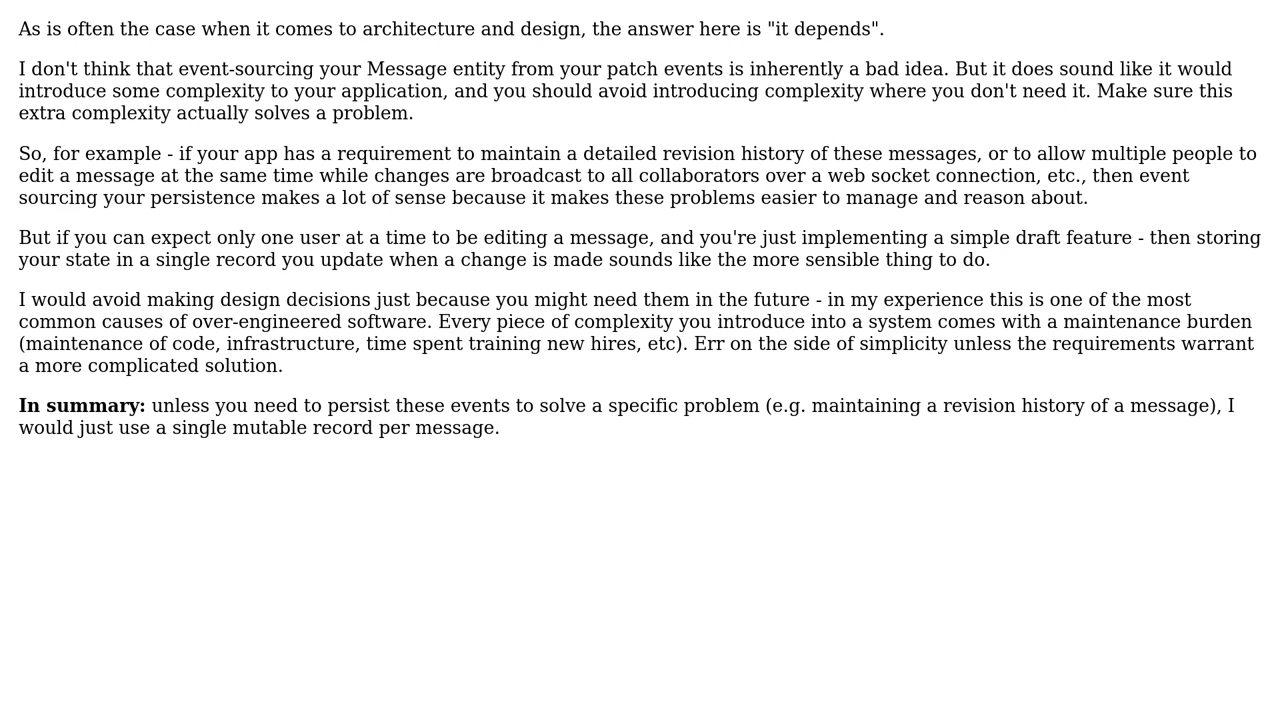 As is often the case when it comes to architecture and design, the answer here is "it depends".
I don't think that event-sourcing your Message entity from your patch events is inherently a bad idea. But it does sound like it would
introduce some complexity to your application, and you should avoid introducing complexity where you don't need it. Make sure this
extra complexity actually solves a problem.
So, for example - if your app has a requirement to maintain a detailed revision history of these messages, or to allow multiple people to
edit a message at the same time while changes are broadcast to all collaborators over a web socket connection, etc., then event
sourcing your persistence makes a lot of sense because it makes these problems easier to manage and reason about.
But if you can expect only one user at a time to be editing a message, and you're just implementing a simple draft feature - then storing
your state in a single record you update when a change is made sounds like the more sensible thing to do.
I would avoid making design decisions just because you might need them in the future - in my experience this is one of the most
common causes of over-engineered software. Every piece of complexity you introduce into a system comes with a maintenance burden
(maintenance of code, infrastructure, time spent training new hires, etc). Err on the side of simplicity unless the requirements warrant
a more complicated solution.
In summary: unless you need to persist these events to solve a specific problem (e.g. maintaining a revision history of a message), I
would just use a single mutable record per message.